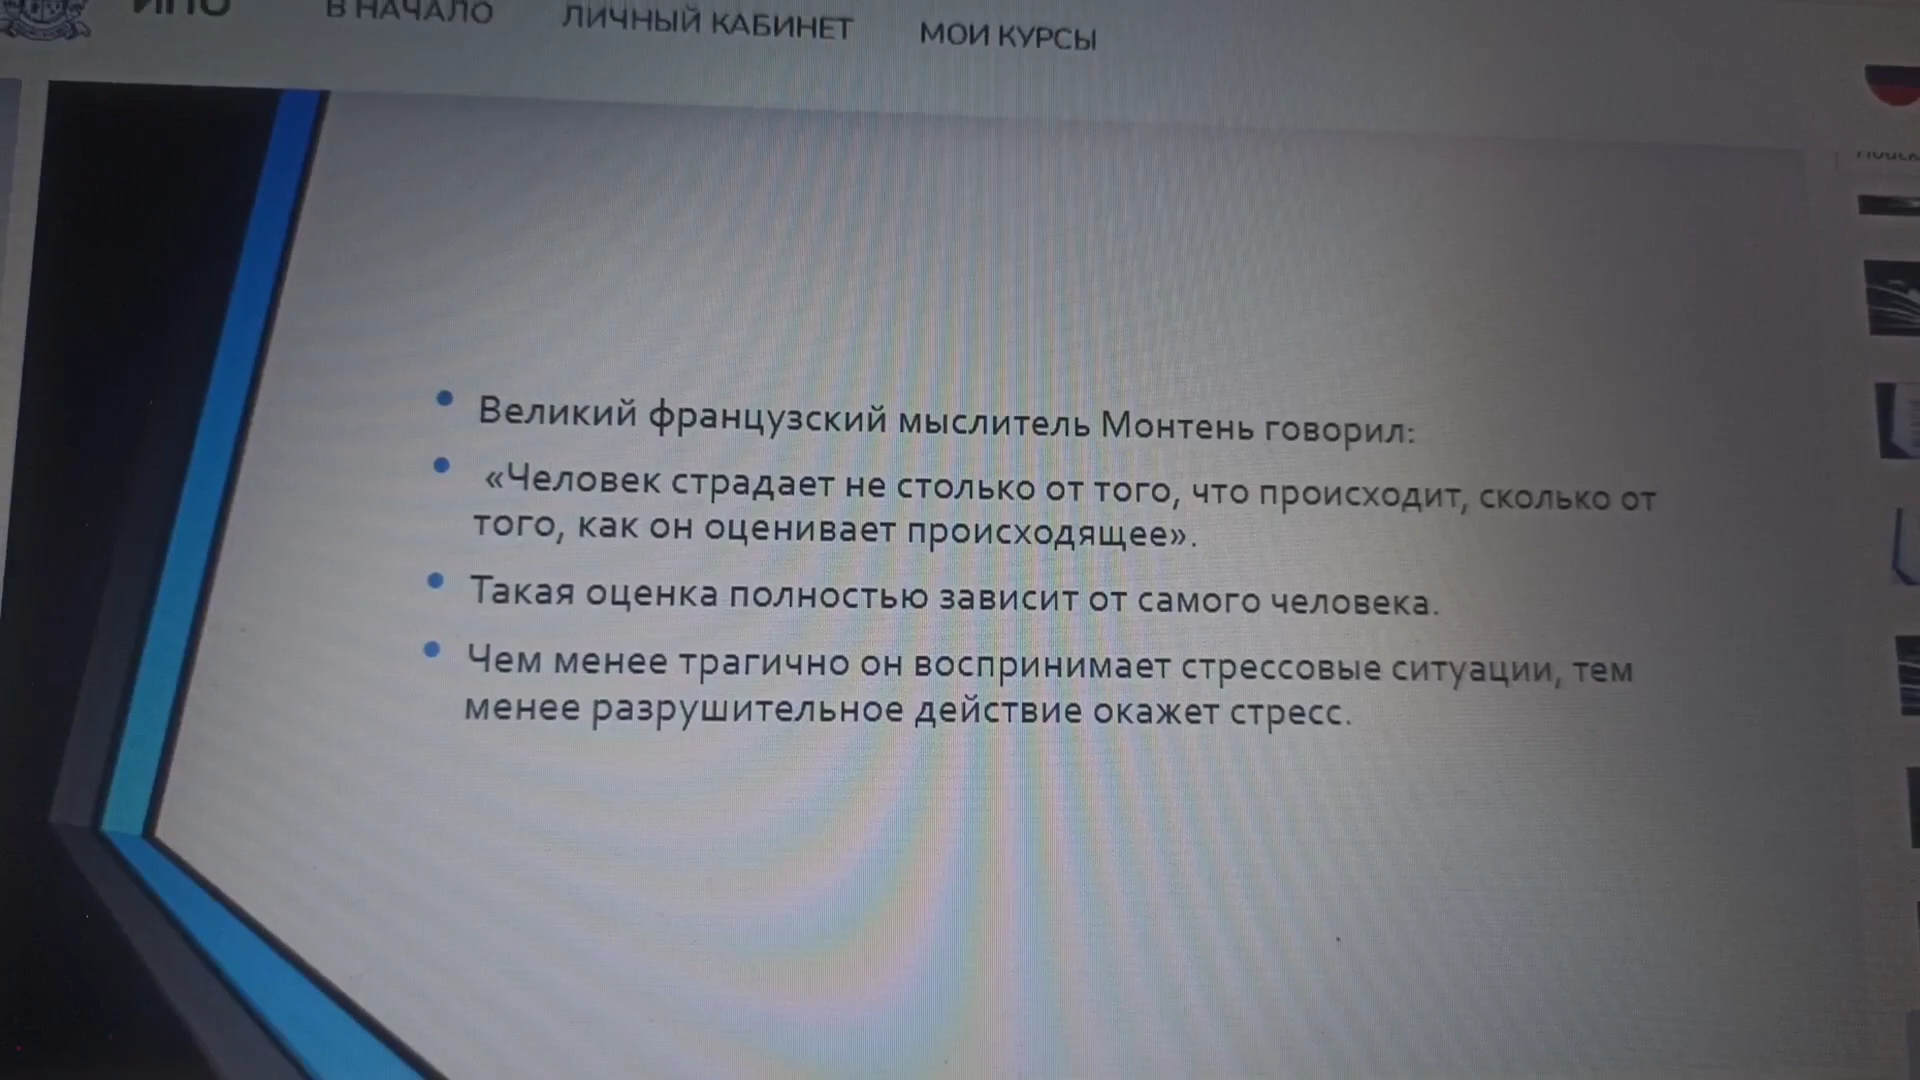 ИПО
В НАЧАЛО
ЛИЧНЫЙ КАБИНЕТ
МОИ КУРСЫ
Великий французский мыслитель Монтень говорил:
«Человек страдает не столько от того, что происходит, сколько от
того, как он оценивает происходящее».
Такая оценка полностью зависит от самого человека.
Чем менее трагично он воспринимает стрессовые ситуации, тем
менее разрушительное действие окажет стресс.